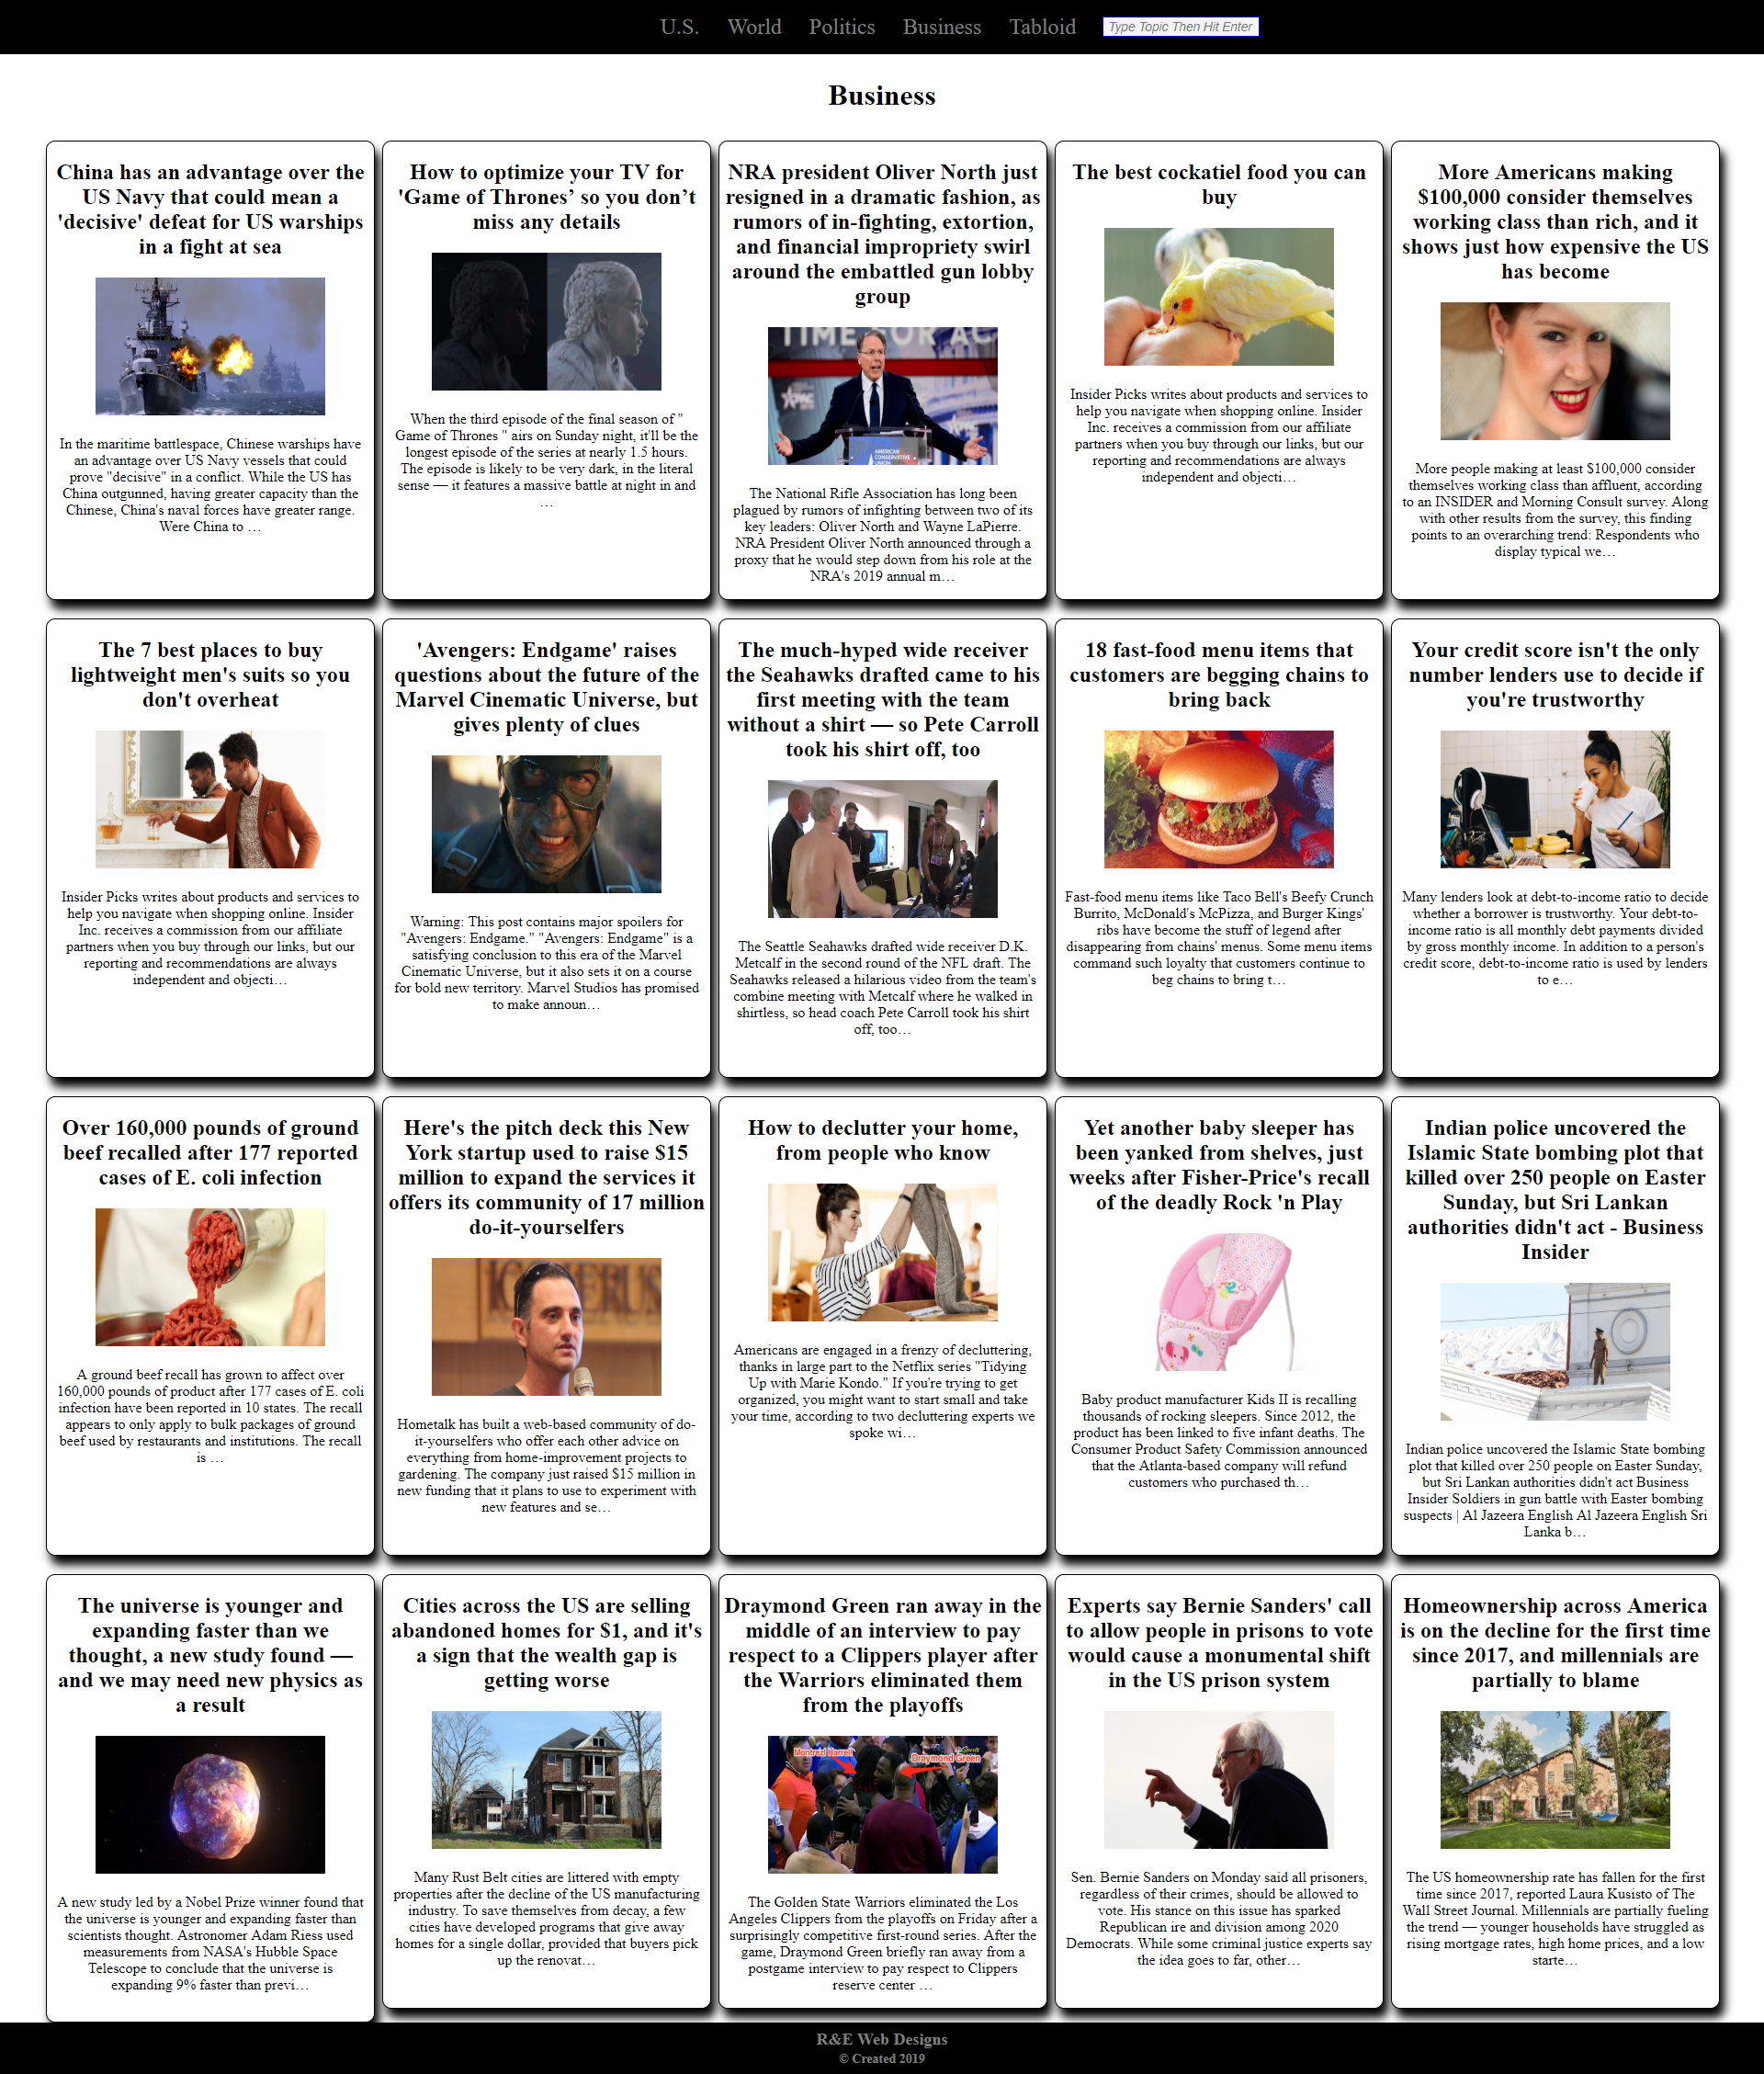 U.S. World Politics Business Tabloid Type Topic Then Hit Enter
Business
China has an advantage over the
US Navy that could mean a
'decisive' defeat for US warships
in a fight at sea
In the maritime battlespace, Chinese warships have
an advantage over US Navy vessels that could
prove "decisive" in a conflict. While the US has
China outgunned, having greater capacity than the
Chinese, China's naval forces have greater range.
Were China to …
How to optimize your TV for
'Game of Thrones’ so you don’t
miss any details
When the third episode of the final season of "
Game of Thrones " airs on Sunday night, it'll be the
longest episode of the series at nearly 1.5 hours.
The episode is likely to be very dark, in the literal
sense — it features a massive battle at night in and
…
NRA president Oliver North just
resigned in a dramatic fashion, as
rumors of in-fighting, extortion,
and financial impropriety swirl
around the embattled gun lobby
group
TIME FOR AC
CPAC
AMERICAN
CONSERVATIVE
UNION
The National Rifle Association has long been
plagued by rumors of infighting between two of its
key leaders: Oliver North and Wayne LaPierre.
NRA President Oliver North announced through a
proxy that he would step down from his role at the
NRA's 2019 annual m…
The best cockatiel food you can
buy
Insider Picks writes about products and services to
help you navigate when shopping online. Insider
Inc. receives a commission from our affiliate
partners when you buy through our links, but our
reporting and recommendations are always
independent and objecti…
More Americans making
$100,000 consider themselves
working class than rich, and it
shows just how expensive the US
has become
More people making at least $100,000 consider
themselves working class than affluent, according
to an INSIDER and Morning Consult survey. Along
with other results from the survey, this finding
points to an overarching trend: Respondents who
display typical we…
The 7 best places to buy
lightweight men's suits so you
don't overheat
Insider Picks writes about products and services to
help you navigate when shopping online. Insider
Inc. receives a commission from our affiliate
partners when you buy through our links, but our
reporting and recommendations are always
independent and objecti…
'Avengers: Endgame' raises
questions about the future of the
Marvel Cinematic Universe, but
gives plenty of clues
Warning: This post contains major spoilers for
"Avengers: Endgame." "Avengers: Endgame" is a
satisfying conclusion to this era of the Marvel
Cinematic Universe, but it also sets it on a course
for bold new territory. Marvel Studios has promised
to make announ…
The much-hyped wide receiver
the Seahawks drafted came to his
first meeting with the team
without a shirt — so Pete Carroll
took his shirt off, too
The Seattle Seahawks drafted wide receiver D.K.
Metcalf in the second round of the NFL draft. The
Seahawks released a hilarious video from the team's
combine meeting with Metcalf where he walked in
shirtless, so head coach Pete Carroll took his shirt
off, too…
18 fast-food menu items that
customers are begging chains to
bring back
Fast-food menu items like Taco Bell's Beefy Crunch
Burrito, McDonald's McPizza, and Burger Kings'
ribs have become the stuff of legend after
disappearing from chains' menus. Some menu items
command such loyalty that customers continue to
beg chains to bring t…
Your credit score isn't the only
number lenders use to decide if
you're trustworthy
Many lenders look at debt-to-income ratio to decide
whether a borrower is trustworthy. Your debt-to-
income ratio is all monthly debt payments divided
by gross monthly income. In addition to a person's
credit score, debt-to-income ratio is used by lenders
to e…
Over 160,000 pounds of ground
beef recalled after 177 reported
cases of E. coli infection
A ground beef recall has grown to affect over
160,000 pounds of product after 177 cases of E. coli
infection have been reported in 10 states. The recall
appears to only apply to bulk packages of ground
beef used by restaurants and institutions. The recall
is …
Here's the pitch deck this New
York startup used to raise $15
million to expand the services it
offers its community of 17 million
do-it-yourselfers
Hometalk has built a web-based community of do-
it-yourselfers who offer each other advice on
everything from home-improvement projects to
gardening. The company just raised $15 million in
new funding that it plans to use to experiment with
new features and se…
How to declutter your home,
from people who know
Americans are engaged in a frenzy of decluttering,
thanks in large part to the Netflix series "Tidying
Up with Marie Kondo." If you're trying to get
organized, you might want to start small and take
your time, according to two decluttering experts we
spoke wi…
Yet another baby sleeper has
been yanked from shelves, just
weeks after Fisher-Price's recall
of the deadly Rock 'n Play
Baby product manufacturer Kids II is recalling
thousands of rocking sleepers. Since 2012, the
product has been linked to five infant deaths. The
Consumer Product Safety Commission announced
that the Atlanta-based company will refund
customers who purchased th…
Indian police uncovered the
Islamic State bombing plot that
killed over 250 people on Easter
Sunday, but Sri Lankan
authorities didn't act - Business
Insider
Indian police uncovered the Islamic State bombing
plot that killed over 250 people on Easter Sunday,
but Sri Lankan authorities didn't act Business
Insider Soldiers in gun battle with Easter bombing
suspects | Al Jazeera English Al Jazeera English Sri
Lanka b…
The universe is younger and
expanding faster than we
thought, a new study found —
and we may need new physics as
a result
A new study led by a Nobel Prize winner found that
the universe is younger and expanding faster than
scientists thought. Astronomer Adam Riess used
measurements from NASA's Hubble Space
Telescope to conclude that the universe is
expanding 9% faster than previ…
Cities across the US are selling
abandoned homes for $1, and it's
a sign that the wealth gap is
getting worse
Many Rust Belt cities are littered with empty
properties after the decline of the US manufacturing
industry. To save themselves from decay, a few
cities have developed programs that give away
homes for a single dollar, provided that buyers pick
up the renovat…
Draymond Green ran away in the
middle of an interview to pay
respect to a Clippers player after
the Warriors eliminated them
from the playoffs
Montrezl Harrell
Draymond Green
The Golden State Warriors eliminated the Los
Angeles Clippers from the playoffs on Friday after a
surprisingly competitive first-round series. After the
game, Draymond Green briefly ran away from a
postgame interview to pay respect to Clippers
reserve center …
Experts say Bernie Sanders' call
to allow people in prisons to vote
would cause a monumental shift
in the US prison system
Sen. Bernie Sanders on Monday said all prisoners,
regardless of their crimes, should be allowed to
vote. His stance on this issue has sparked
Republican ire and division among 2020
Democrats. While some criminal justice experts say
the idea goes to far, other…
Homeownership across America
is on the decline for the first time
since 2017, and millennials are
partially to blame
The US homeownership rate has fallen for the first
time since 2017, reported Laura Kusisto of The
Wall Street Journal. Millennials are partially fueling
the trend — younger households have struggled as
rising mortgage rates, high home prices, and a low
starte…
R&E Web Designs
© Created 2019